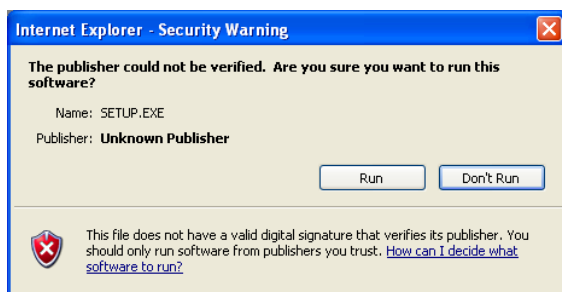 Internet Explorer - Security Warning
The publisher could not be verified.  Are you sure you want to run this
software?
Name: SETUP.EXE
Publisher: Unknown Publisher
Run Don't Run
This file does not have a valid digital signature that verifies its publisher. You
should only run software from publishers you trust. How can I decide what
software to run?